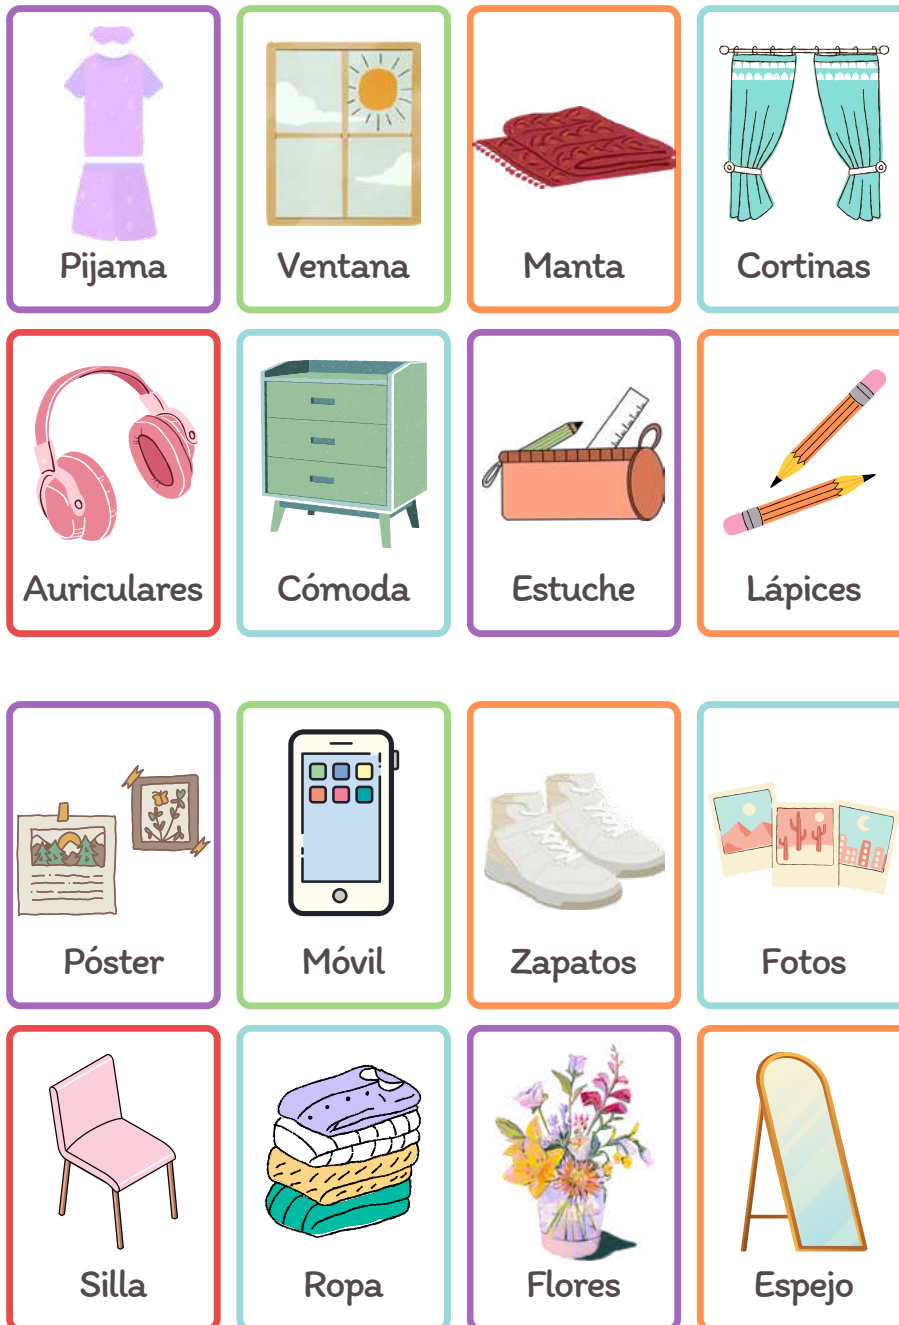 Pijama
Ventana
Manta
Cortinas
Auriculares
Cómoda
Estuche
Lápices
Póster
Móvil
Zapatos
Fotos
Silla
Ropa
Flores
Espejo